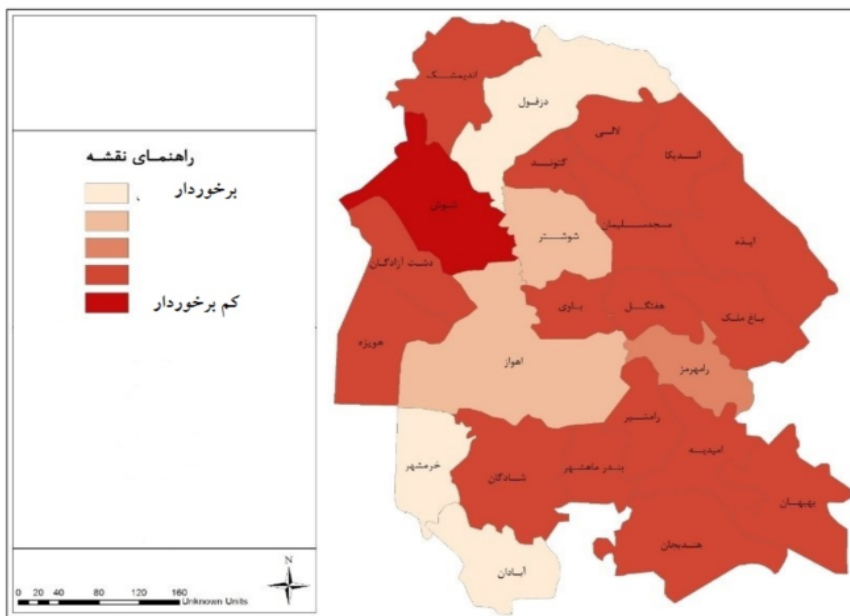 راهنمای نقشه
برخوردار
کم برخوردار
0 20 40 80 120 160
Unknown Units
N
اندیمشک
دزفول
لالی
اندیکا
گتوند
شوش
شوشتر
مسجدسلیمان
ایذه
دشت آزادگان
باوی
هفتگل
باغ ملک
هویزه
اهواز
رامهرمز
رامشیر
امیدیه
خرمشهر
شادگان
بندر ماهشهر
بهبهان
هندیجان
آبادان